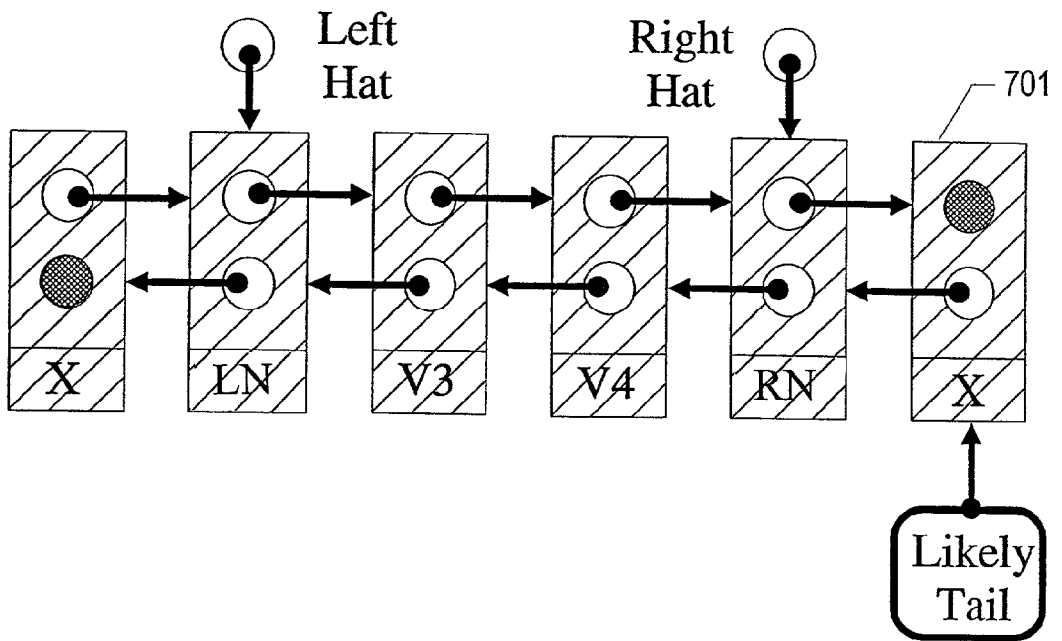 Left
Hat
Right
Hat
701
X
LN
V3
V4
RN
X
Likely
Tail